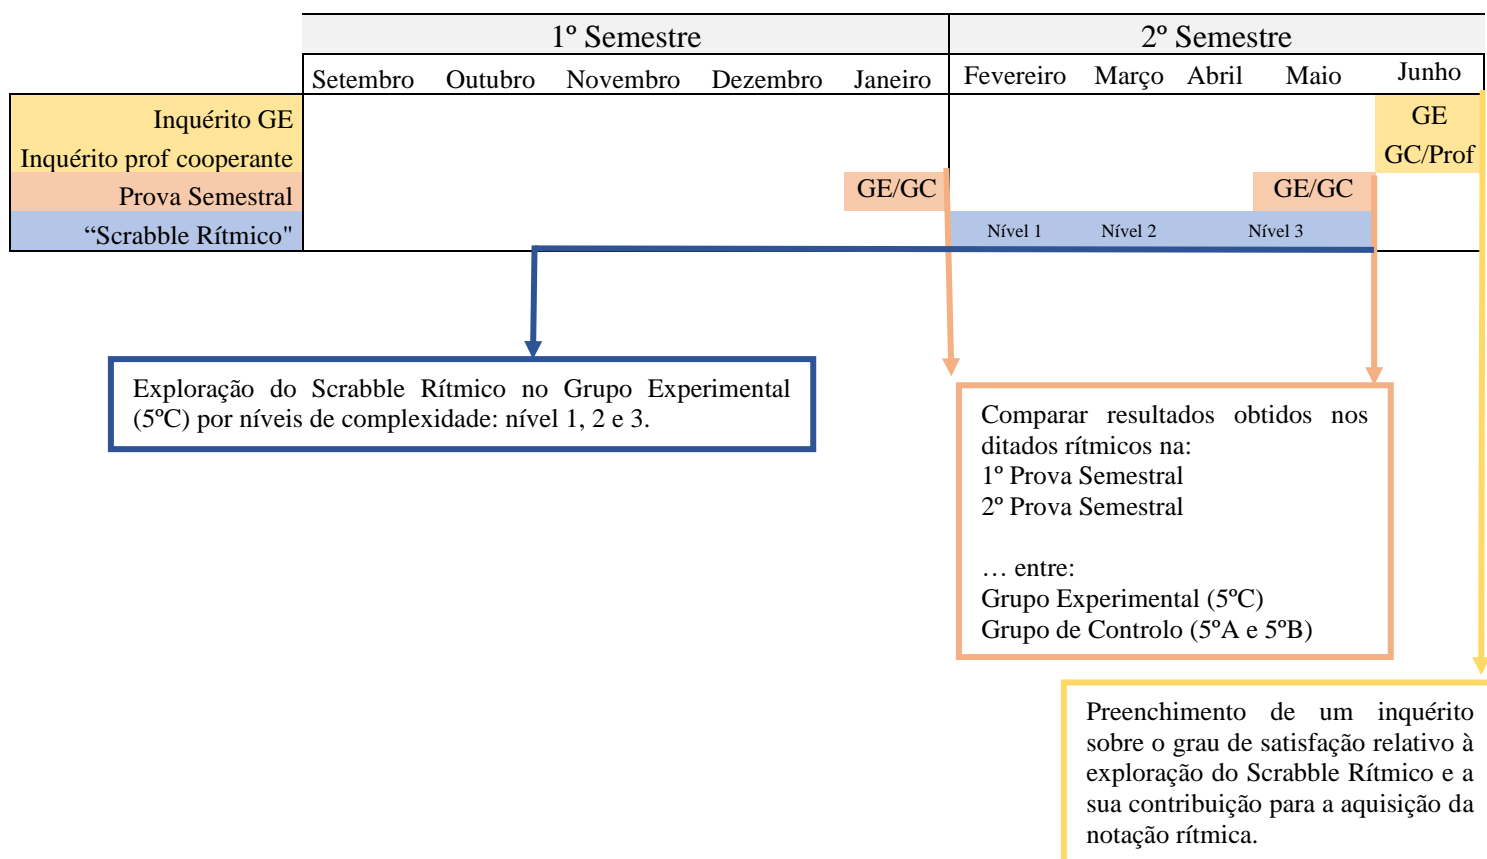 1º Semestre 2º Semestre
Setembro Outubro Novembro Dezembro Janeiro Fevereiro Março Abril Maio Junho
Inquérito GE GE
Inquérito prof cooperante GC/Prof
Prova Semestral GE/GC GE/GC
“Scrabble Rítmico" Nível 1 Nível 2 Nível 3
Exploração do Scrabble Rítmico no Grupo Experimental
(5ºC) por níveis de complexidade: nível 1, 2 e 3.
Comparar resultados obtidos nos
ditados rítmicos na:
1º Prova Semestral
2º Prova Semestral
… entre:
Grupo Experimental (5ºC)
Grupo de Controlo (5ºA e 5ºB)
Preenchimento de um inquérito
sobre o grau de satisfação relativo à
exploração do Scrabble Rítmico e a
sua contribuição para a aquisição da
notação rítmica.